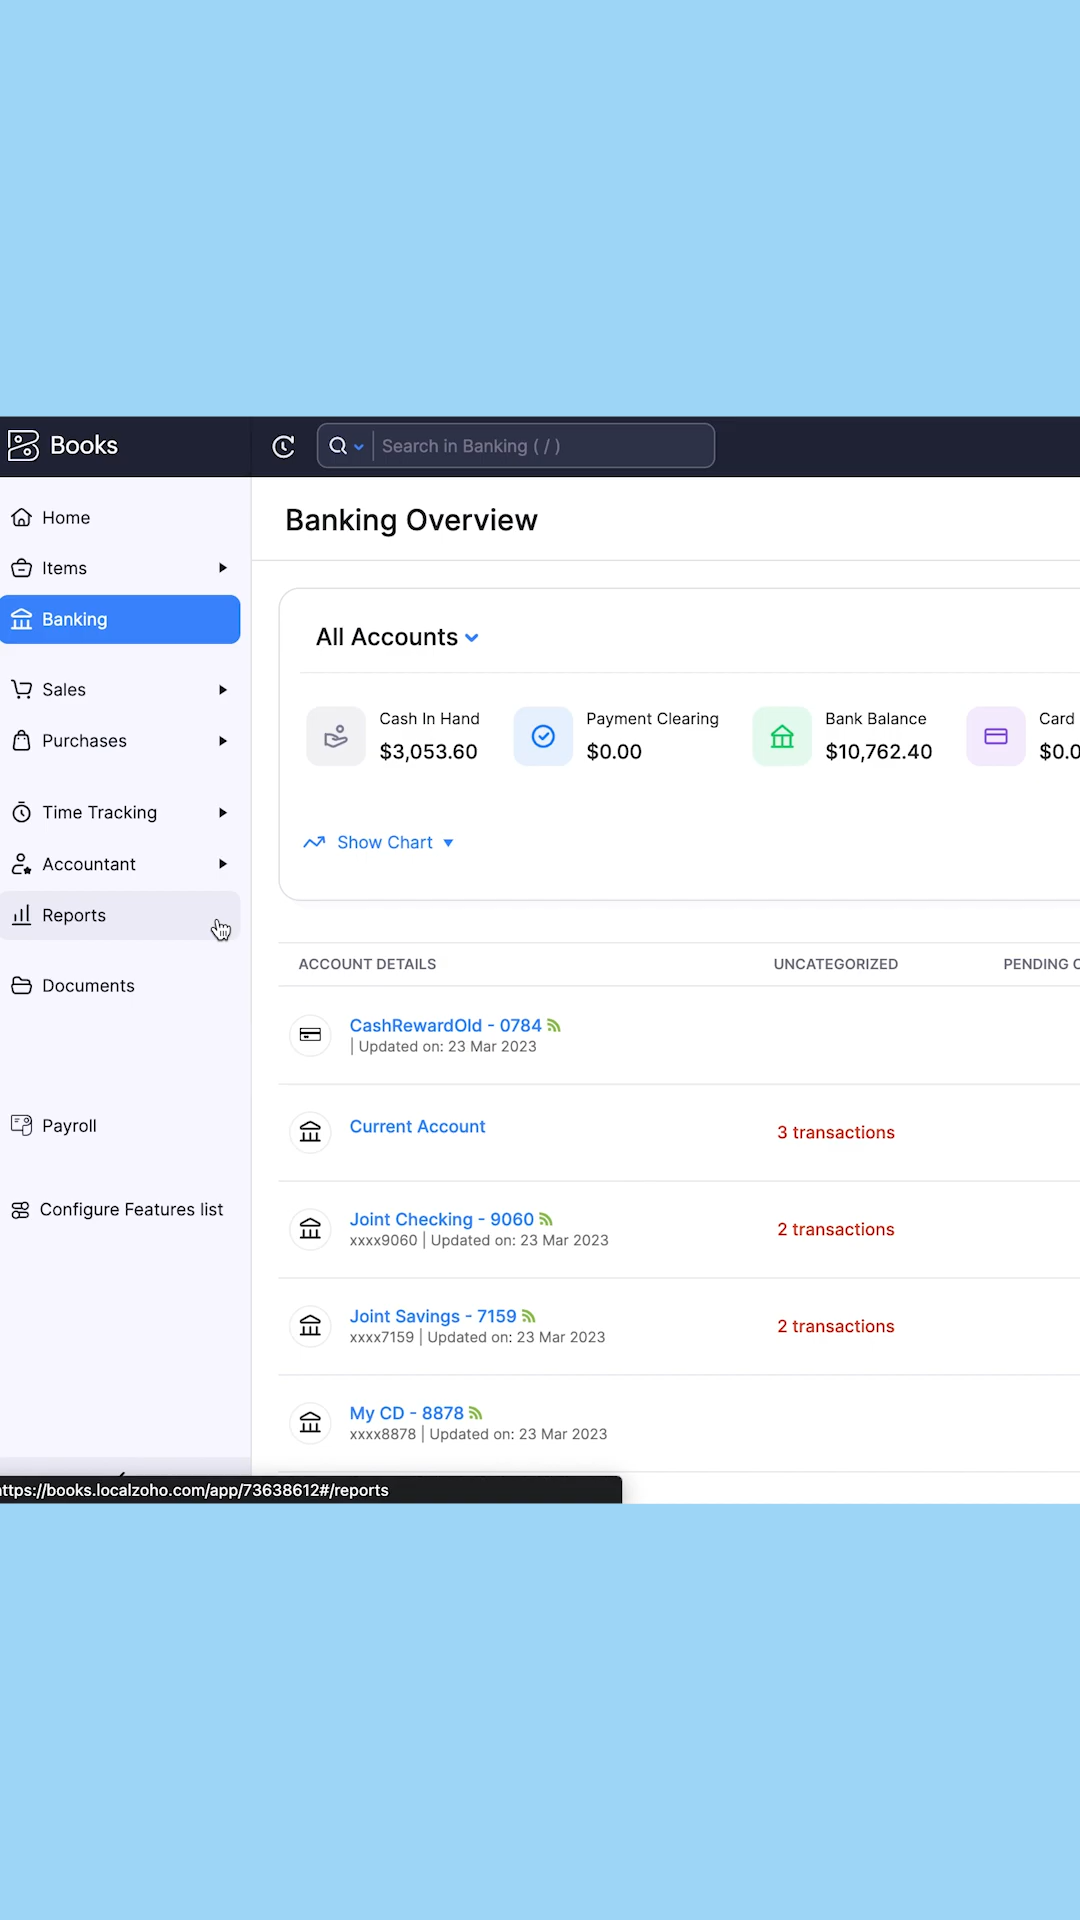 Books
Search in Banking ( / )
Home
Items
Banking
Sales
Purchases
Time Tracking
Accountant
Reports
Documents
Payroll
Configure Features list
Banking Overview
All Accounts
Cash In Hand
$3,053.60
Payment Clearing
$0.00
Bank Balance
$10,762.40
Card
$0.0
Show Chart
ACCOUNT DETAILS UNCATEGORIZED PENDING
CashRewardOld - 0784
| Updated on: 23 Mar 2023
Current Account
3 transactions
Joint Checking - 9060
xxxx9060 | Updated on: 23 Mar 2023
2 transactions
Joint Savings - 7159
xxxx7159 | Updated on: 23 Mar 2023
2 transactions
My CD - 8878
xxxx8878 | Updated on: 23 Mar 2023
ttps://books.localzoho.com/app/73638612#/reports